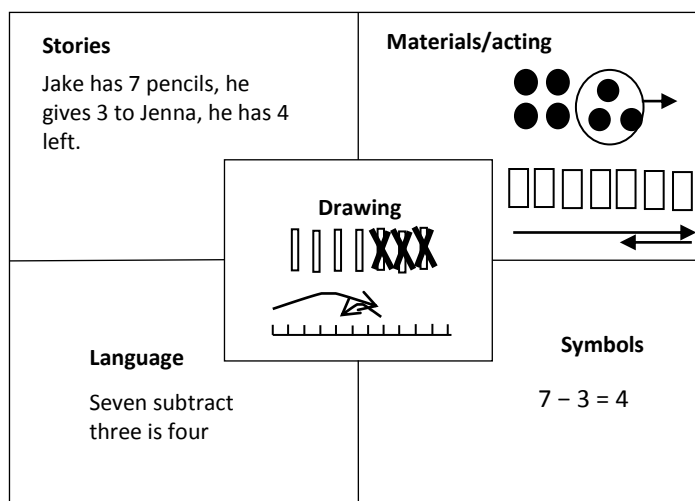 Stories
Jake has 7 pencils, he
gives 3 to Jenna, he has 4
left.
Materials/acting
Drawing
Language
Seven subtract
three is four
Symbols
7 − 3 = 4